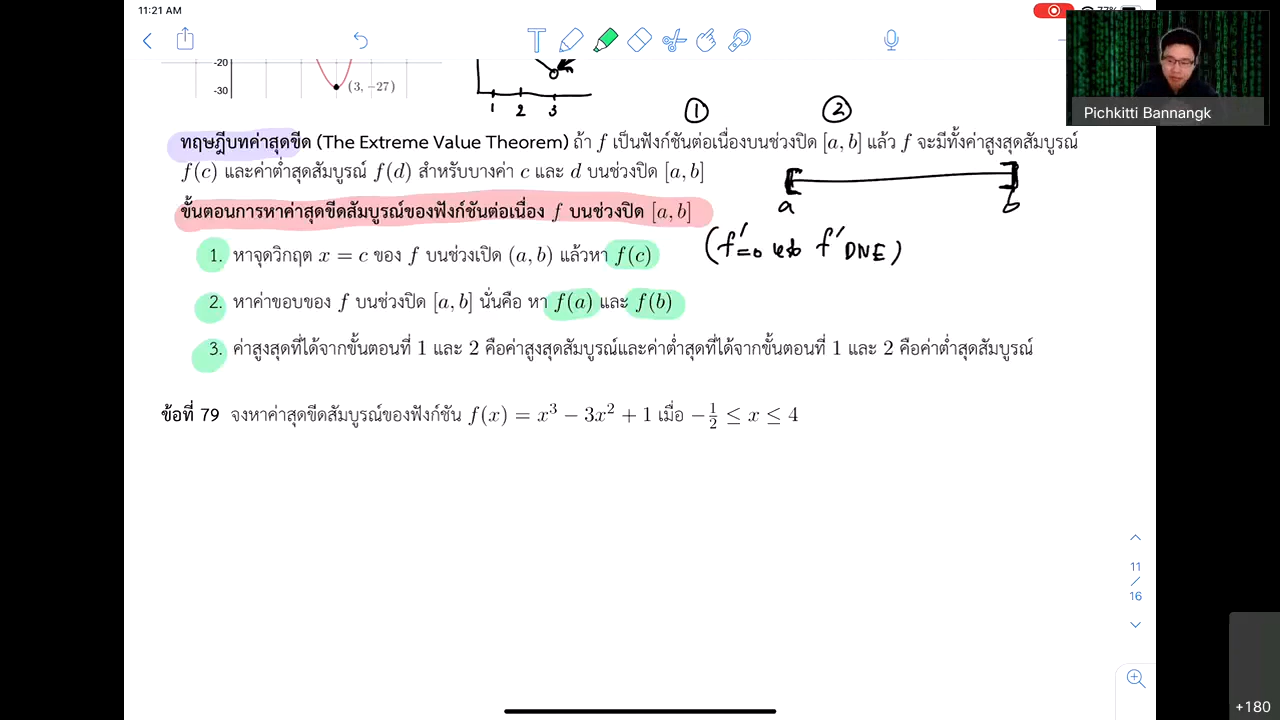 11:21 AM
77%
-20
-30
(3, −27)
1 2 3
① ②
Pichkitti Bannangk
ทฤษฎีบทค่าสุดขีด (The Extreme Value Theorem) ถ้า f เป็นฟังก์ชันต่อเนื่องบนช่วงปิด [a, b] แล้ว f จะมีทั้งค่าสูงสุดสัมบูรณ์
f(c) และค่าต่ำสุดสัมบูรณ์ f(d) สำหรับบางค่า c และ d บนช่วงปิด [a, b]
a b
ขั้นตอนการหาค่าสุดขีดสัมบูรณ์ของฟังก์ชันต่อเนื่อง f บนช่วงปิด [a, b]
1. หาจุดวิกฤต x = c ของ f บนช่วงเปิด (a, b) แล้วหา f(c)
(f′=0 หรือ f′ DNE)
2. หาค่าขอบของ f บนช่วงปิด [a, b] นั่นคือ หา f(a) และ f(b)
3. ค่าสูงสุดที่ได้จากขั้นตอนที่ 1 และ 2 คือค่าสูงสุดสัมบูรณ์และค่าต่ำสุดที่ได้จากขั้นตอนที่ 1 และ 2 คือค่าต่ำสุดสัมบูรณ์
ข้อที่ 79 จงหาค่าสุดขีดสัมบูรณ์ของฟังก์ชัน f(x) = x³ − 3x² + 1 เมื่อ −½ ≤ x ≤ 4
11
/
16
+180